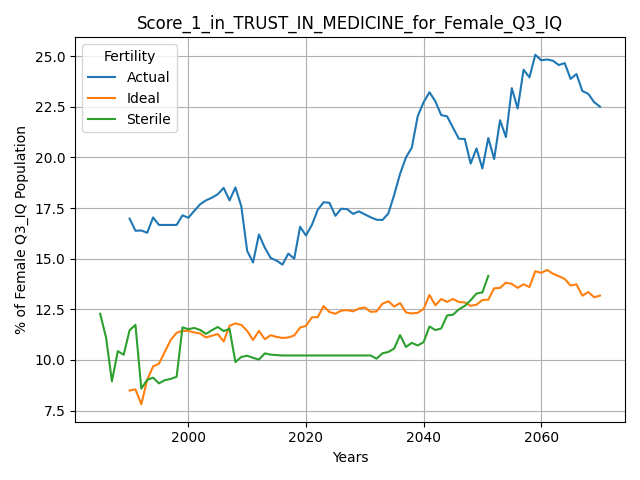 Score_1_in_TRUST_IN_MEDICINE_for_Female_Q3_IQ
Fertility
Actual
Ideal
Sterile
% of Female Q3_IQ Population
25.0
22.5
20.0
17.5
15.0
12.5
10.0
7.5
2000
2020
2040
2060
Years